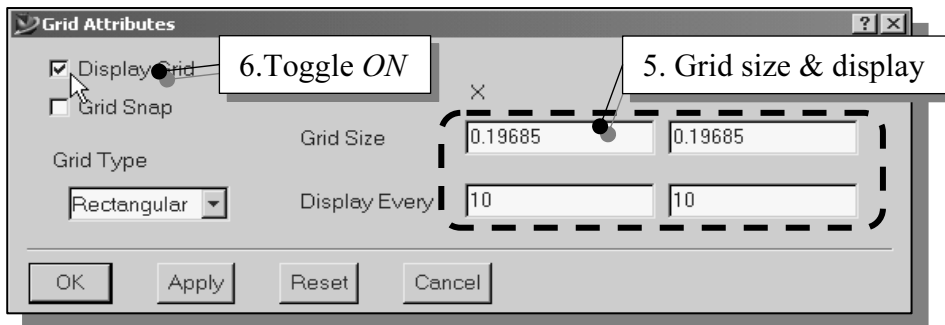 Grid Attributes
Display Grid
6.Toggle ON
5. Grid size & display
Grid Snap
X
Grid Size 0.19685 0.19685
Grid Type
Rectangular
Display Every 10 10
OK Apply Reset Cancel